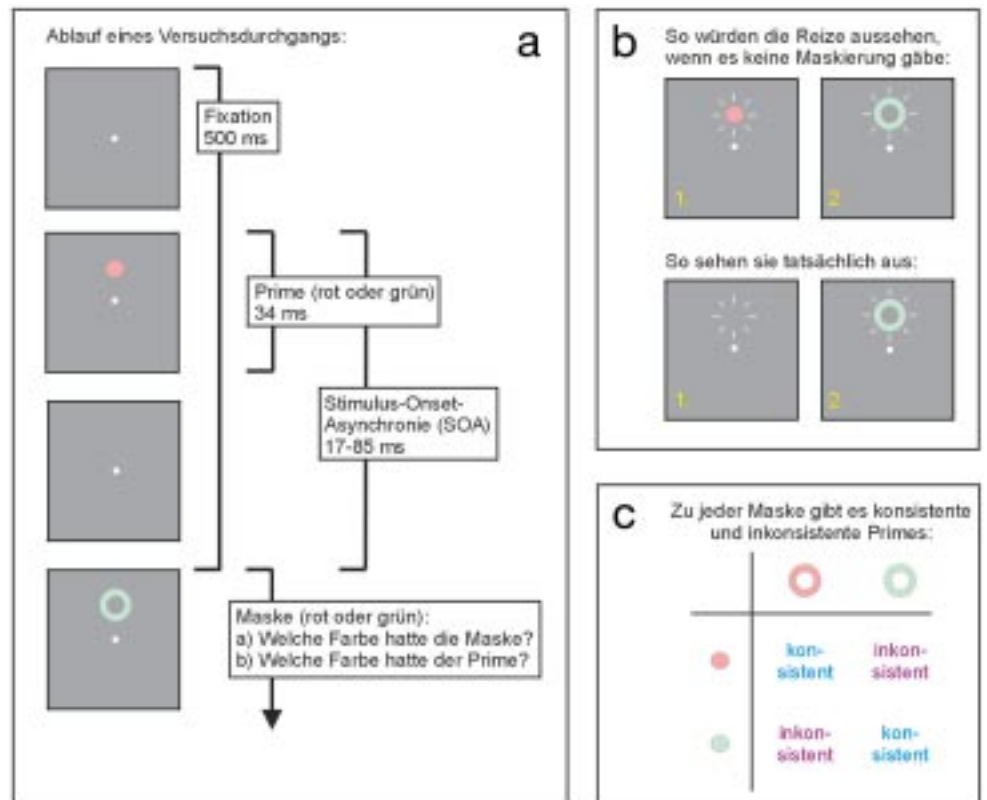 Ablauf eines Versuchsdurchgangs:
a
Fixation
500 ms
Prime (rot oder grün)
34 ms
Stimulus-Onset-
Asynchronie (SOA)
17-85 ms
Maske (rot oder grün):
a) Welche Farbe hatte die Maske?
b) Welche Farbe hatte der Prime?
b
So würden die Reize aussehen,
wenn es keine Maskierung gäbe:
1.
2
So sehen sie tatsächlich aus:
1.
2
c
Zu jeder Maske gibt es konsistente
und inkonsistente Primes:
kon-
sistent
inkon-
sistent
inkon-
sistent
kon-
sistent